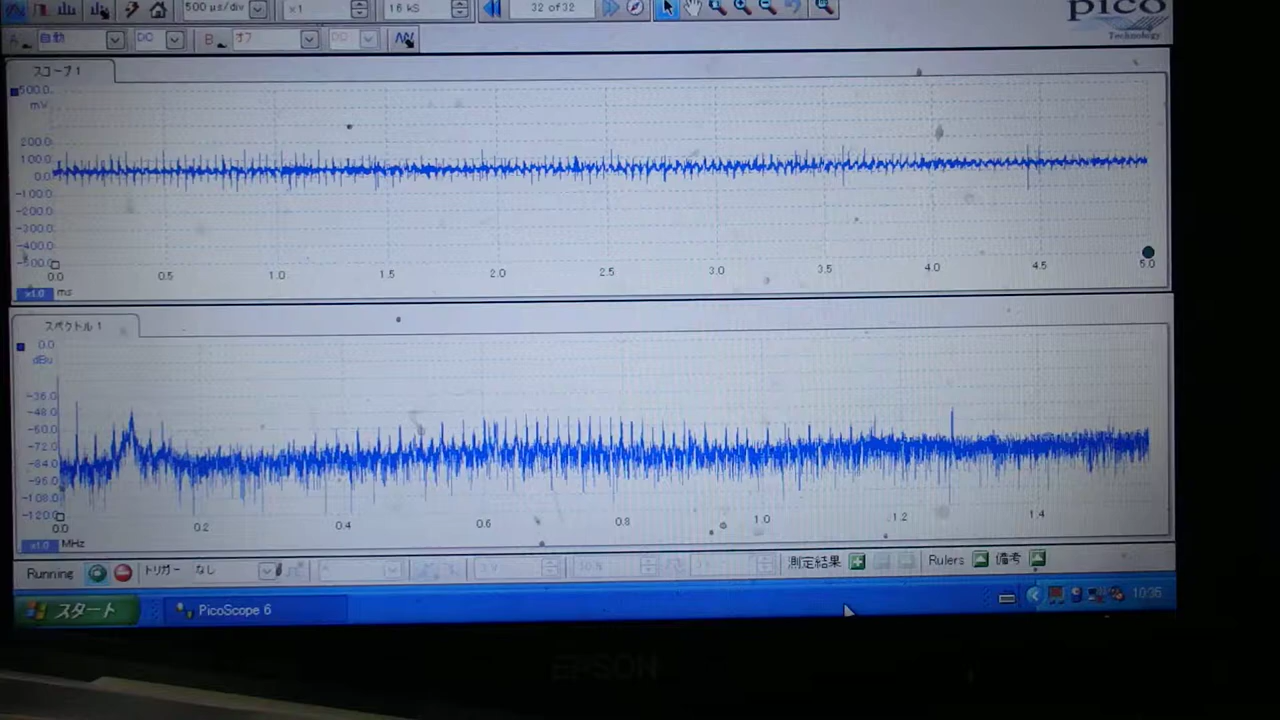 500 µs/div x1 16 kS 32 of 32
pico
Technology
A 自動 DC B オフ DC
スコープ 1
500.0
mV
200.0
100.0
0.0
-100.0
-200.0
-300.0
-400.0
-500.0
0.0 0.5 1.0 1.5 2.0 2.5 3.0 3.5 4.0 4.5 5.0
x1.0 ms
スペクトル 1
0.0
dBu
-36.0
-48.0
-60.0
-72.0
-84.0
-96.0
-108.0
-120.0
0.0 0.2 0.4 0.6 0.8 1.0 1.2 1.4
x1.0 MHz
Running トリガー なし 測定結果 Rulers 備考
スタート PicoScope 6 10:36
EPSON